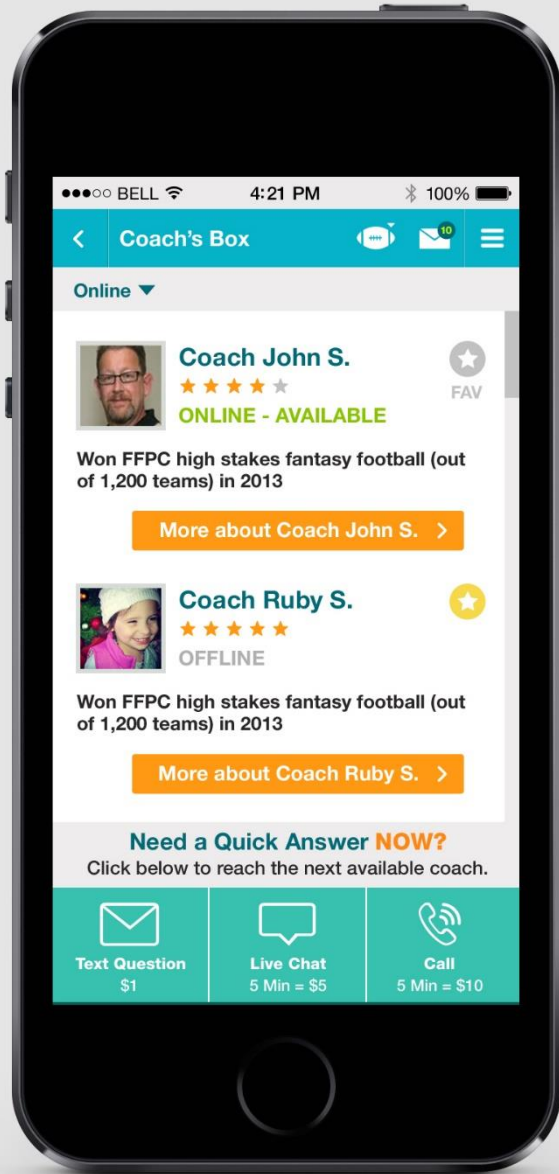 BELL 4:21 PM 100%
Coach's Box 10
Online
Coach John S.
FAV
ONLINE - AVAILABLE
Won FFPC high stakes fantasy football (out
of 1,200 teams) in 2013
More about Coach John S.
Coach Ruby S.
OFFLINE
Won FFPC high stakes fantasy football (out
of 1,200 teams) in 2013
More about Coach Ruby S.
Need a Quick Answer NOW?
Click below to reach the next available coach.
Text Question
$1
Live Chat
5 Min = $5
Call
5 Min = $10